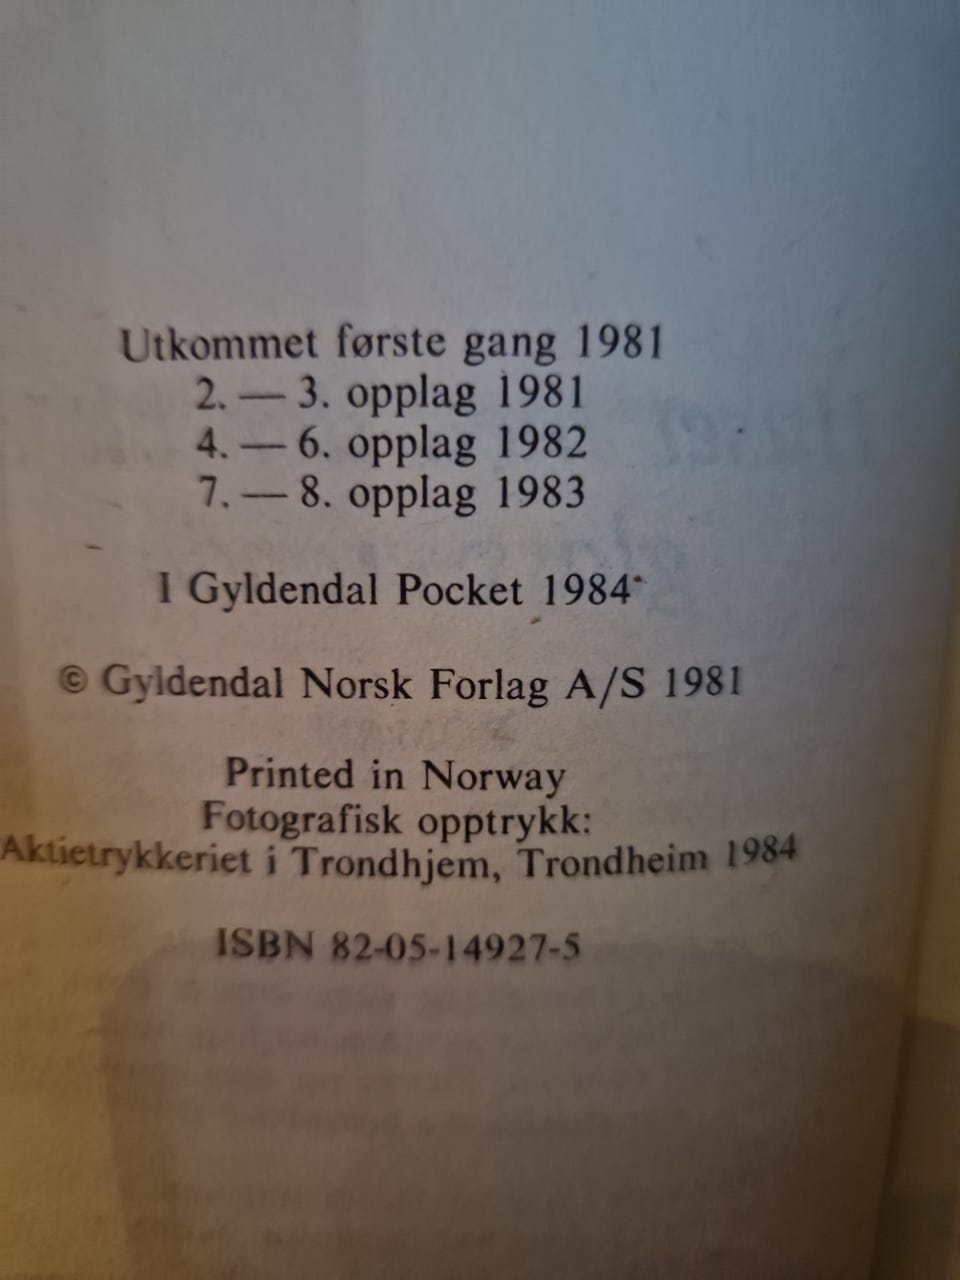 Utkommet første gang 1981
2. — 3. opplag 1981
4. — 6. opplag 1982
7. — 8. opplag 1983
I Gyldendal Pocket 1984
© Gyldendal Norsk Forlag A/S 1981
Printed in Norway
Fotografisk opptrykk:
Aktietrykkeriet i Trondhjem, Trondheim 1984
ISBN 82-05-14927-5